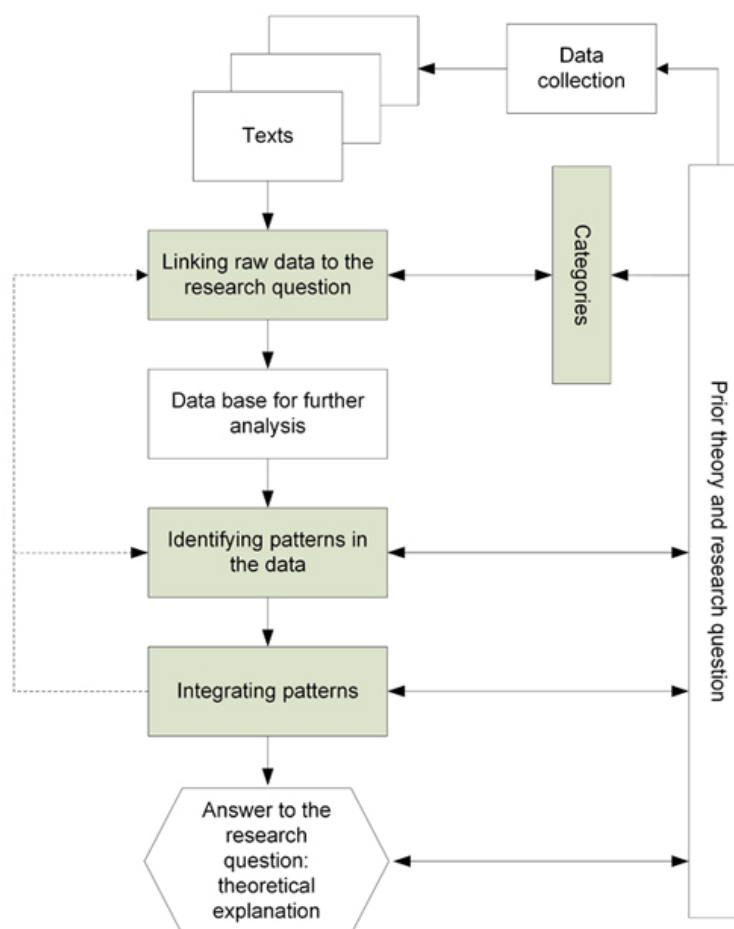 Data
collection
Texts
Linking raw data to the
research question
Categories
Data base for further
analysis
Identifying patterns in
the data
Integrating patterns
Prior theory and research question
Answer to the
research
question:
theoretical
explanation